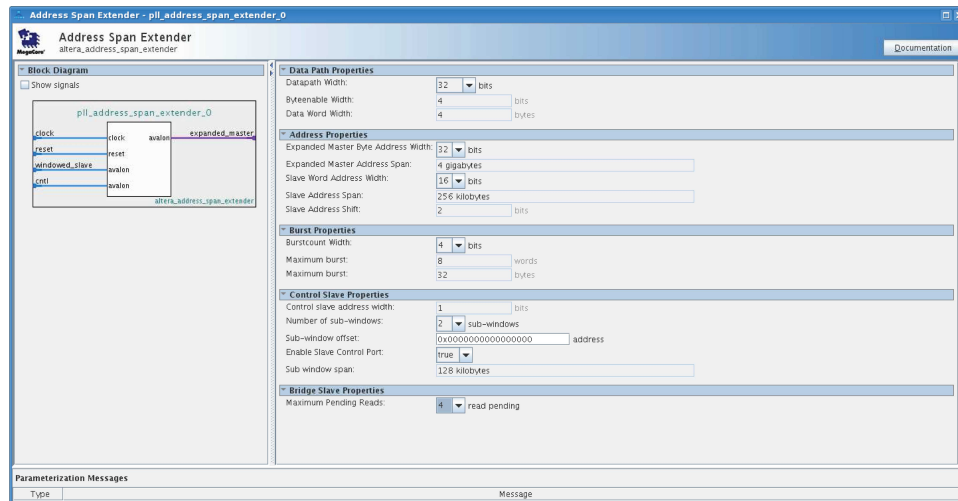 Address Span Extender - pll_address_span_extender_0
Address Span Extender
altera_address_span_extender
MegaCore'
Documentation
Block Diagram
Show signals
pll_address_span_extender_0
clock
clock
avalon
expanded_master
reset
reset
windowed_slave
avalon
cntl
avalon
altera_address_span_extender
Data Path Properties
Datapath Width: 32 bits
Byteenable Width: 4 bits
Data Word Width: 4 bytes
Address Properties
Expanded Master Byte Address Width: 32 bits
Expanded Master Address Span: 4 gigabytes
Slave Word Address Width: 16 bits
Slave Address Span: 256 kilobytes
Slave Address Shift: 2 bits
Burst Properties
Burstcount Width: 4 bits
Maximum burst: 8 words
Maximum burst: 32 bytes
Control Slave Properties
Control slave address width: 1 bits
Number of sub-windows: 2 sub-windows
Sub-window offset: 0x0000000000000000 address
Enable Slave Control Port: true
Sub window span: 128 kilobytes
Bridge Slave Properties
Maximum Pending Reads: 4 read pending
Parameterization Messages
Type Message